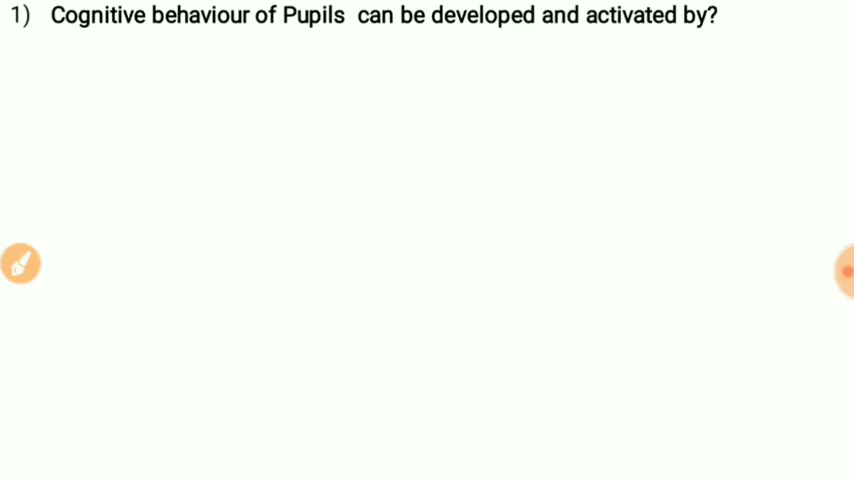 1) Cognitive behaviour of Pupils can be developed and activated by?